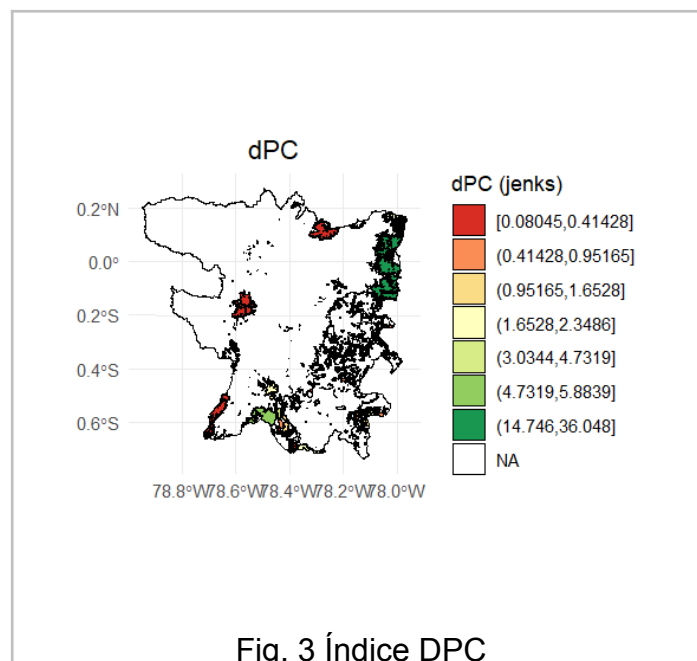 dPC
dPC (jenks)
[0.08045,0.41428]
(0.41428,0.95165]
(0.95165,1.6528]
(1.6528,2.3486]
(3.0344,4.7319]
(4.7319,5.8839]
(14.746,36.048]
NA
0.2°N
0.0°
0.2°S
0.4°S
0.6°S
78.8°W78.6°W78.4°W78.2°W78.0°W
Fig. 3 Índice DPC